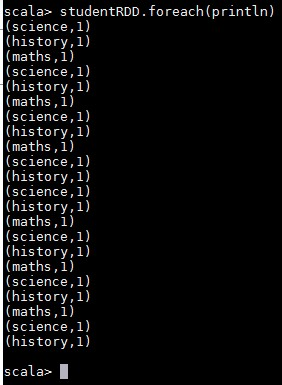 scala> studentRDD.foreach(println)
(science,1)
(history,1)
(maths,1)
(science,1)
(history,1)
(maths,1)
(science,1)
(history,1)
(maths,1)
(science,1)
(history,1)
(science,1)
(history,1)
(maths,1)
(science,1)
(history,1)
(maths,1)
(science,1)
(history,1)
(maths,1)
(science,1)
(history,1)
scala>